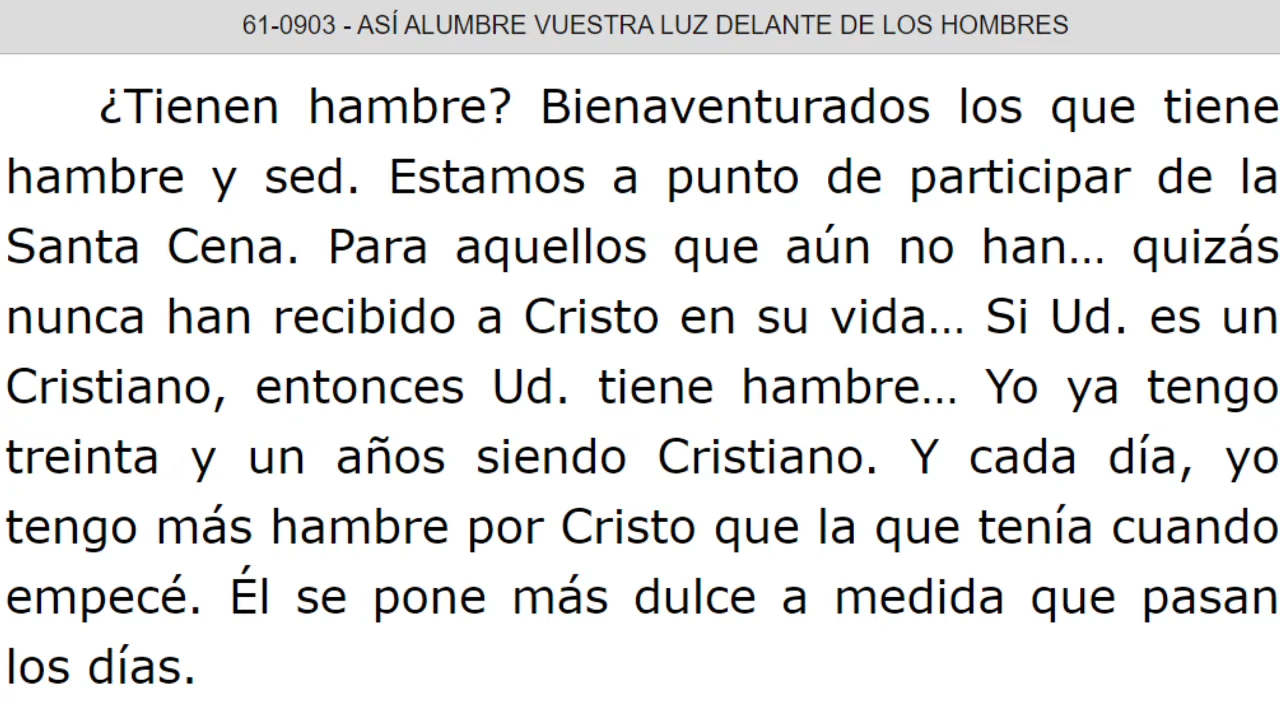 61-0903 - ASÍ ALUMBRE VUESTRA LUZ DELANTE DE LOS HOMBRES
¿Tienen hambre? Bienaventurados los que tiene
hambre y sed. Estamos a punto de participar de la
Santa Cena. Para aquellos que aún no han… quizás
nunca han recibido a Cristo en su vida… Si Ud. es un
Cristiano, entonces Ud. tiene hambre… Yo ya tengo
treinta y un años siendo Cristiano. Y cada día, yo
tengo más hambre por Cristo que la que tenía cuando
empecé. Él se pone más dulce a medida que pasan
los días.